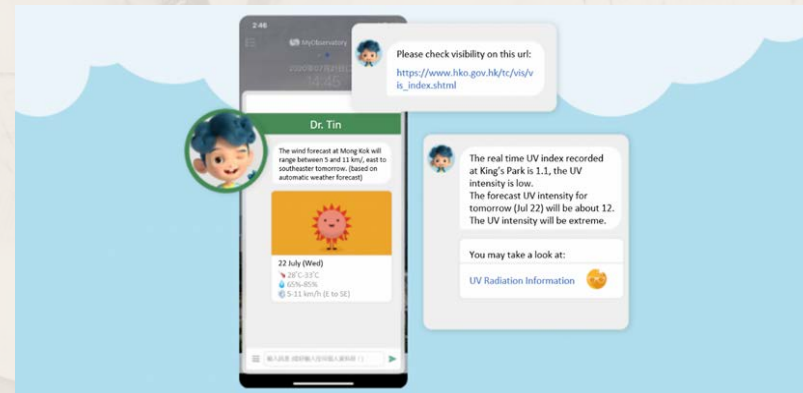 2:46
MyObservatory
14:45
Dr. Tin
The wind forecast at Mong Kok will
range between 5 and 11 km/, east to
southeaster tomorrow. (based on
automatic weather forecast)
22 July (Wed)
28°C-33°C
65%-85%
5-11 km/h (E to SE)
Please check visibility on this url:
https://www.hko.gov.hk/tc/vis/v
is_index.shtml
The real time UV index recorded
at King's Park is 1.1, the UV
intensity is low.
The forecast UV intensity for
tomorrow (Jul 22) will be about 12.
The UV intensity will be extreme.
You may take a look at:
UV Radiation Information